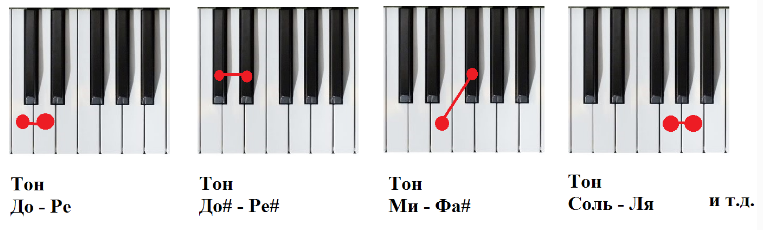 Тон
До - Ре
Тон
До# - Ре#
Тон
Ми - Фа#
Тон
Соль - Ля
и т.д.